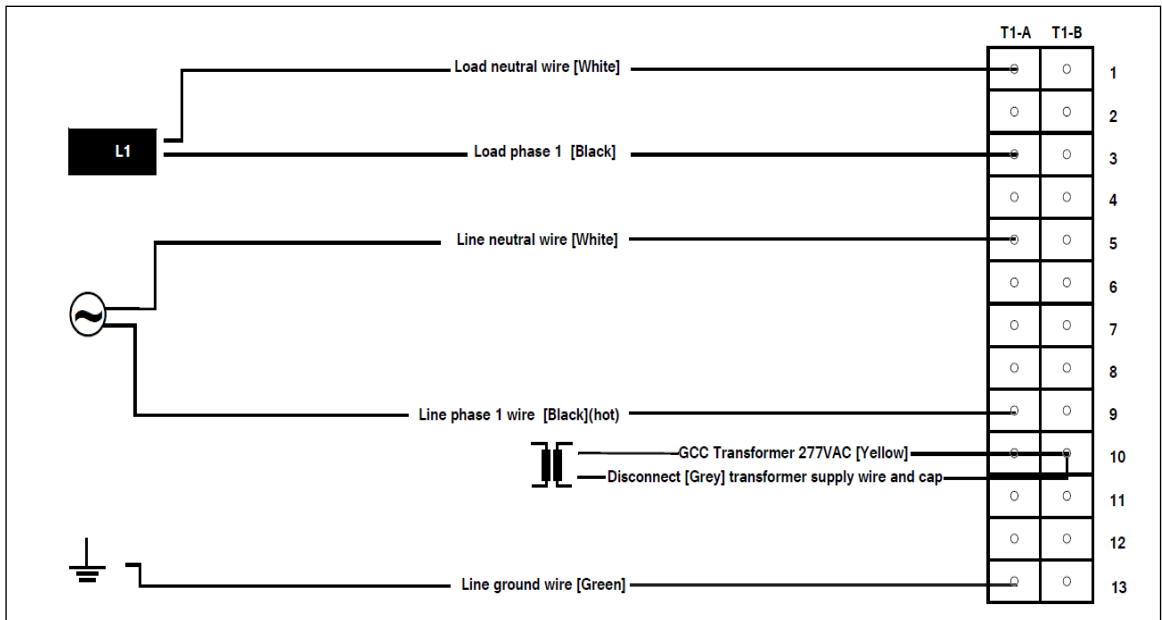 T1-A T1-B
Load neutral wire [White] 1
2
L1 Load phase 1 [Black] 3
4
Line neutral wire [White] 5
6
7
8
Line phase 1 wire [Black](hot) 9
GCC Transformer 277VAC [Yellow] 10
Disconnect [Grey] transformer supply wire and cap
11
12
Line ground wire [Green] 13